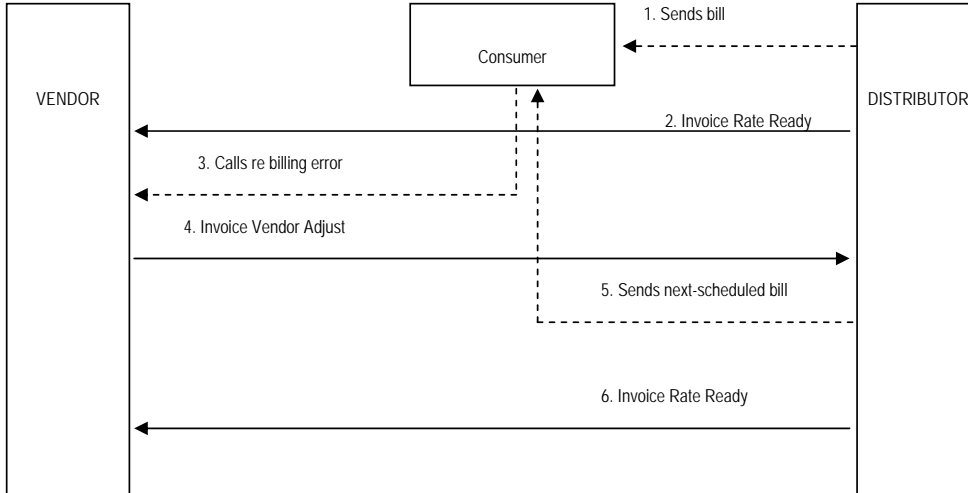 1. Sends bill
Consumer
VENDOR
DISTRIBUTOR
2. Invoice Rate Ready
3. Calls re billing error
4. Invoice Vendor Adjust
5. Sends next-scheduled bill
6. Invoice Rate Ready